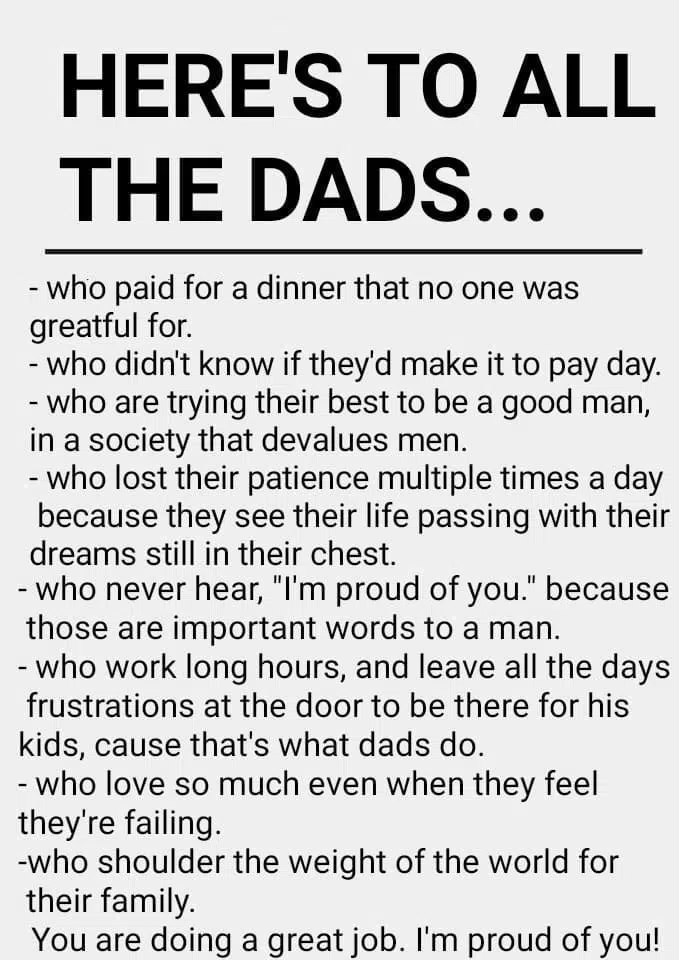 HERE'S TO ALL
THE DADS...
- who paid for a dinner that no one was
greatful for.
- who didn't know if they'd make it to pay day.
- who are trying their best to be a good man,
in a society that devalues men.
- who lost their patience multiple times a day
because they see their life passing with their
dreams still in their chest.
- who never hear, "I'm proud of you." because
those are important words to a man.
- who work long hours, and leave all the days
frustrations at the door to be there for his
kids, cause that's what dads do.
- who love so much even when they feel
they're failing.
-who shoulder the weight of the world for
their family.
You are doing a great job. I'm proud of you!